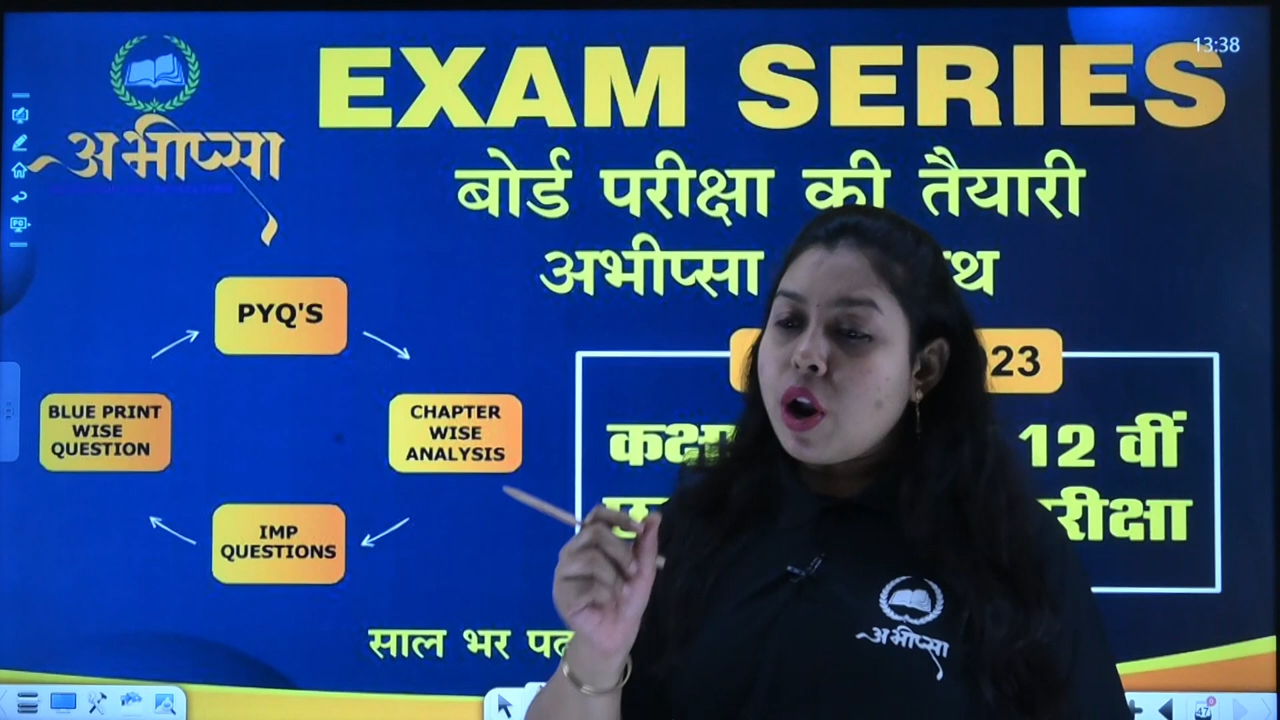 13:38
EXAM SERIES
अभीप्सा
बोर्ड परीक्षा की तैयारी
अभीप्सा
PYQ'S
23
BLUE PRINT
WISE
QUESTION
CHAPTER
WISE
ANALYSIS
12 वीं
IMP
QUESTIONS
साल भर
अभीप्सा
47